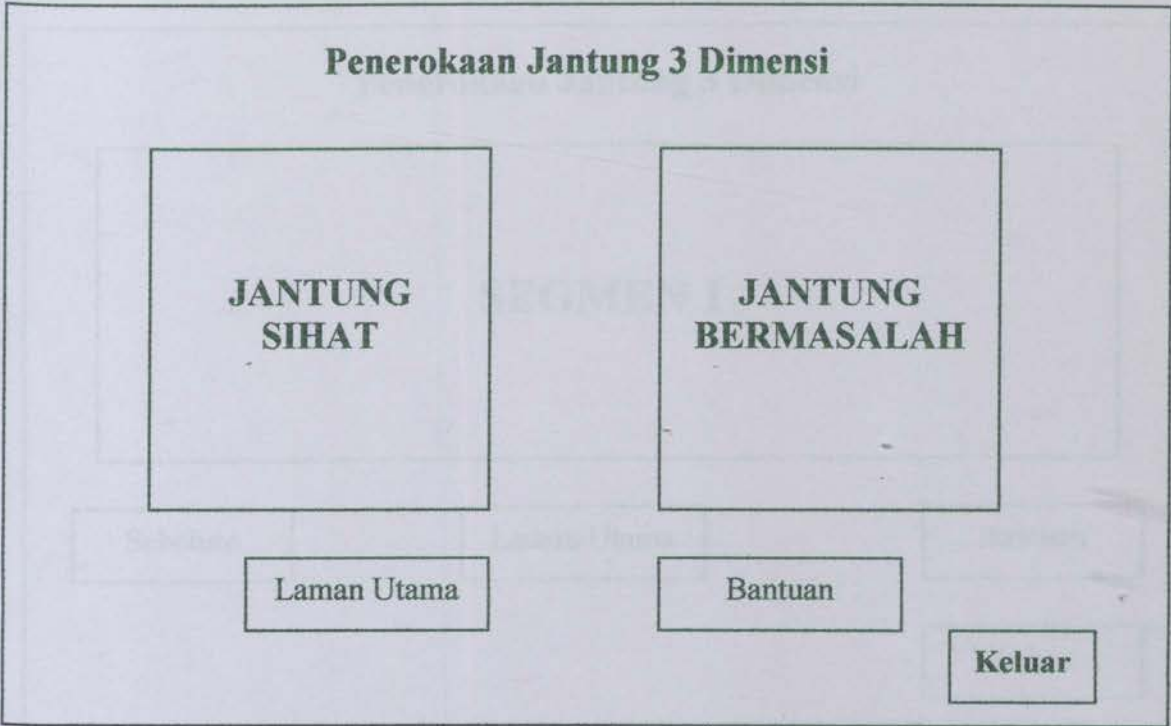 Penerokaan Jantung 3 Dimensi
JANTUNG
SIHAT
JANTUNG
BERMASALAH
Laman Utama
Bantuan
Keluar